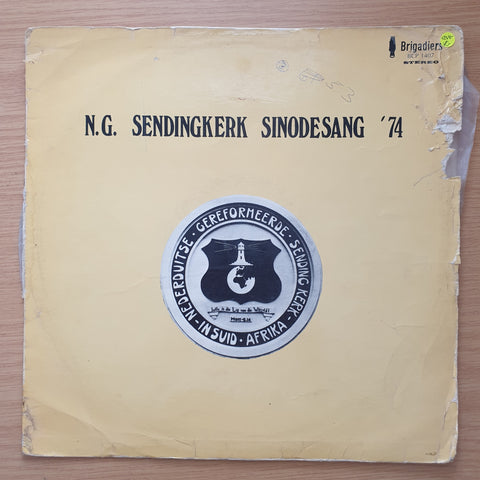 Brigadiers
STEREO
N.G. SENDINGKERK SINODESANG '74
NEDERDUITSE · GEREFORMEERDE · SENDING KERK
- IN SUID · AFRIKA -